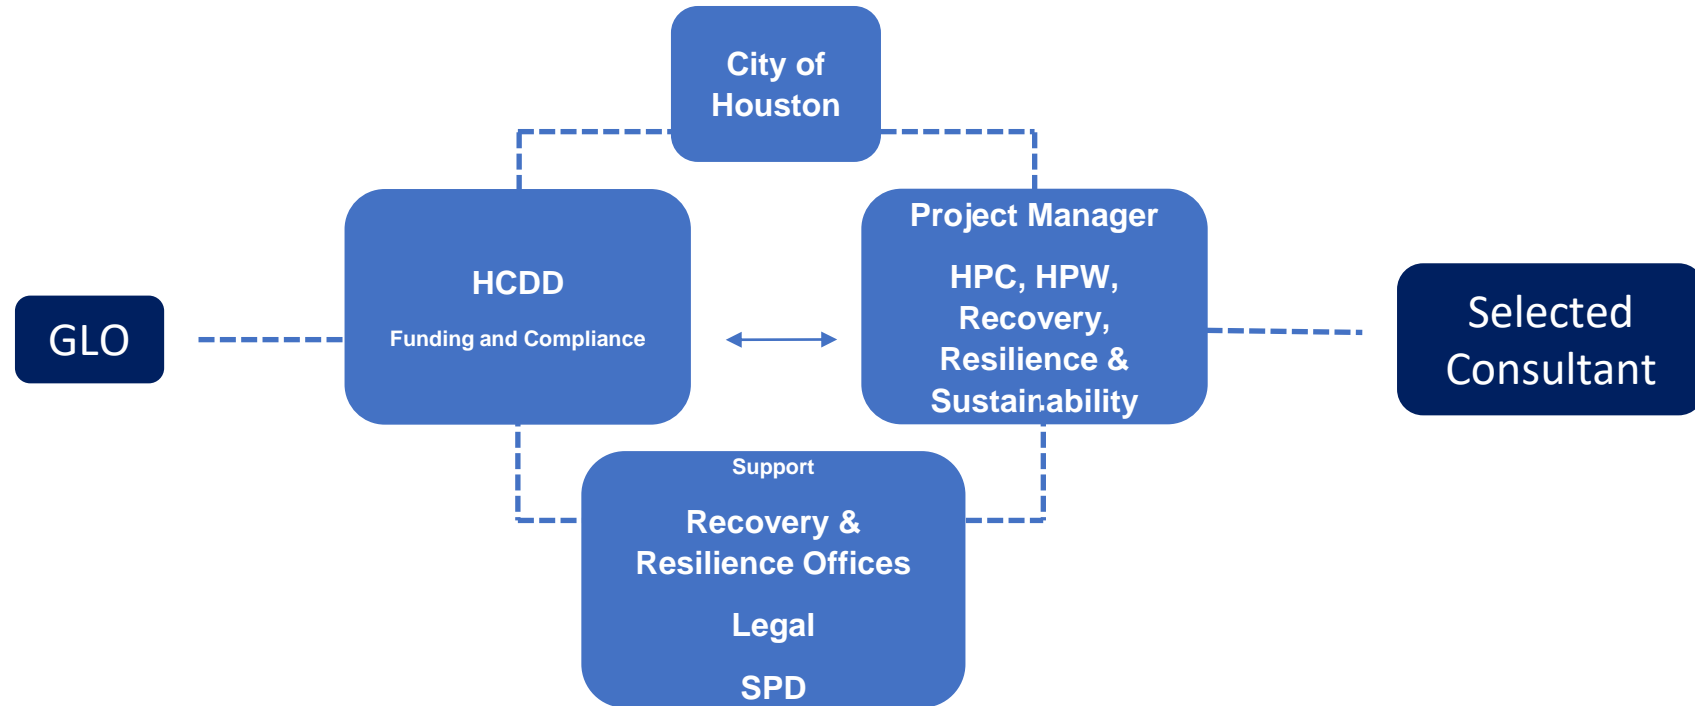 City of
Houston
GLO
HCDD
Funding and Compliance
Project Manager
HPC, HPW,
Recovery,
Resilience &
Sustainability
Selected
Consultant
Support
Recovery &
Resilience Offices
Legal
SPD